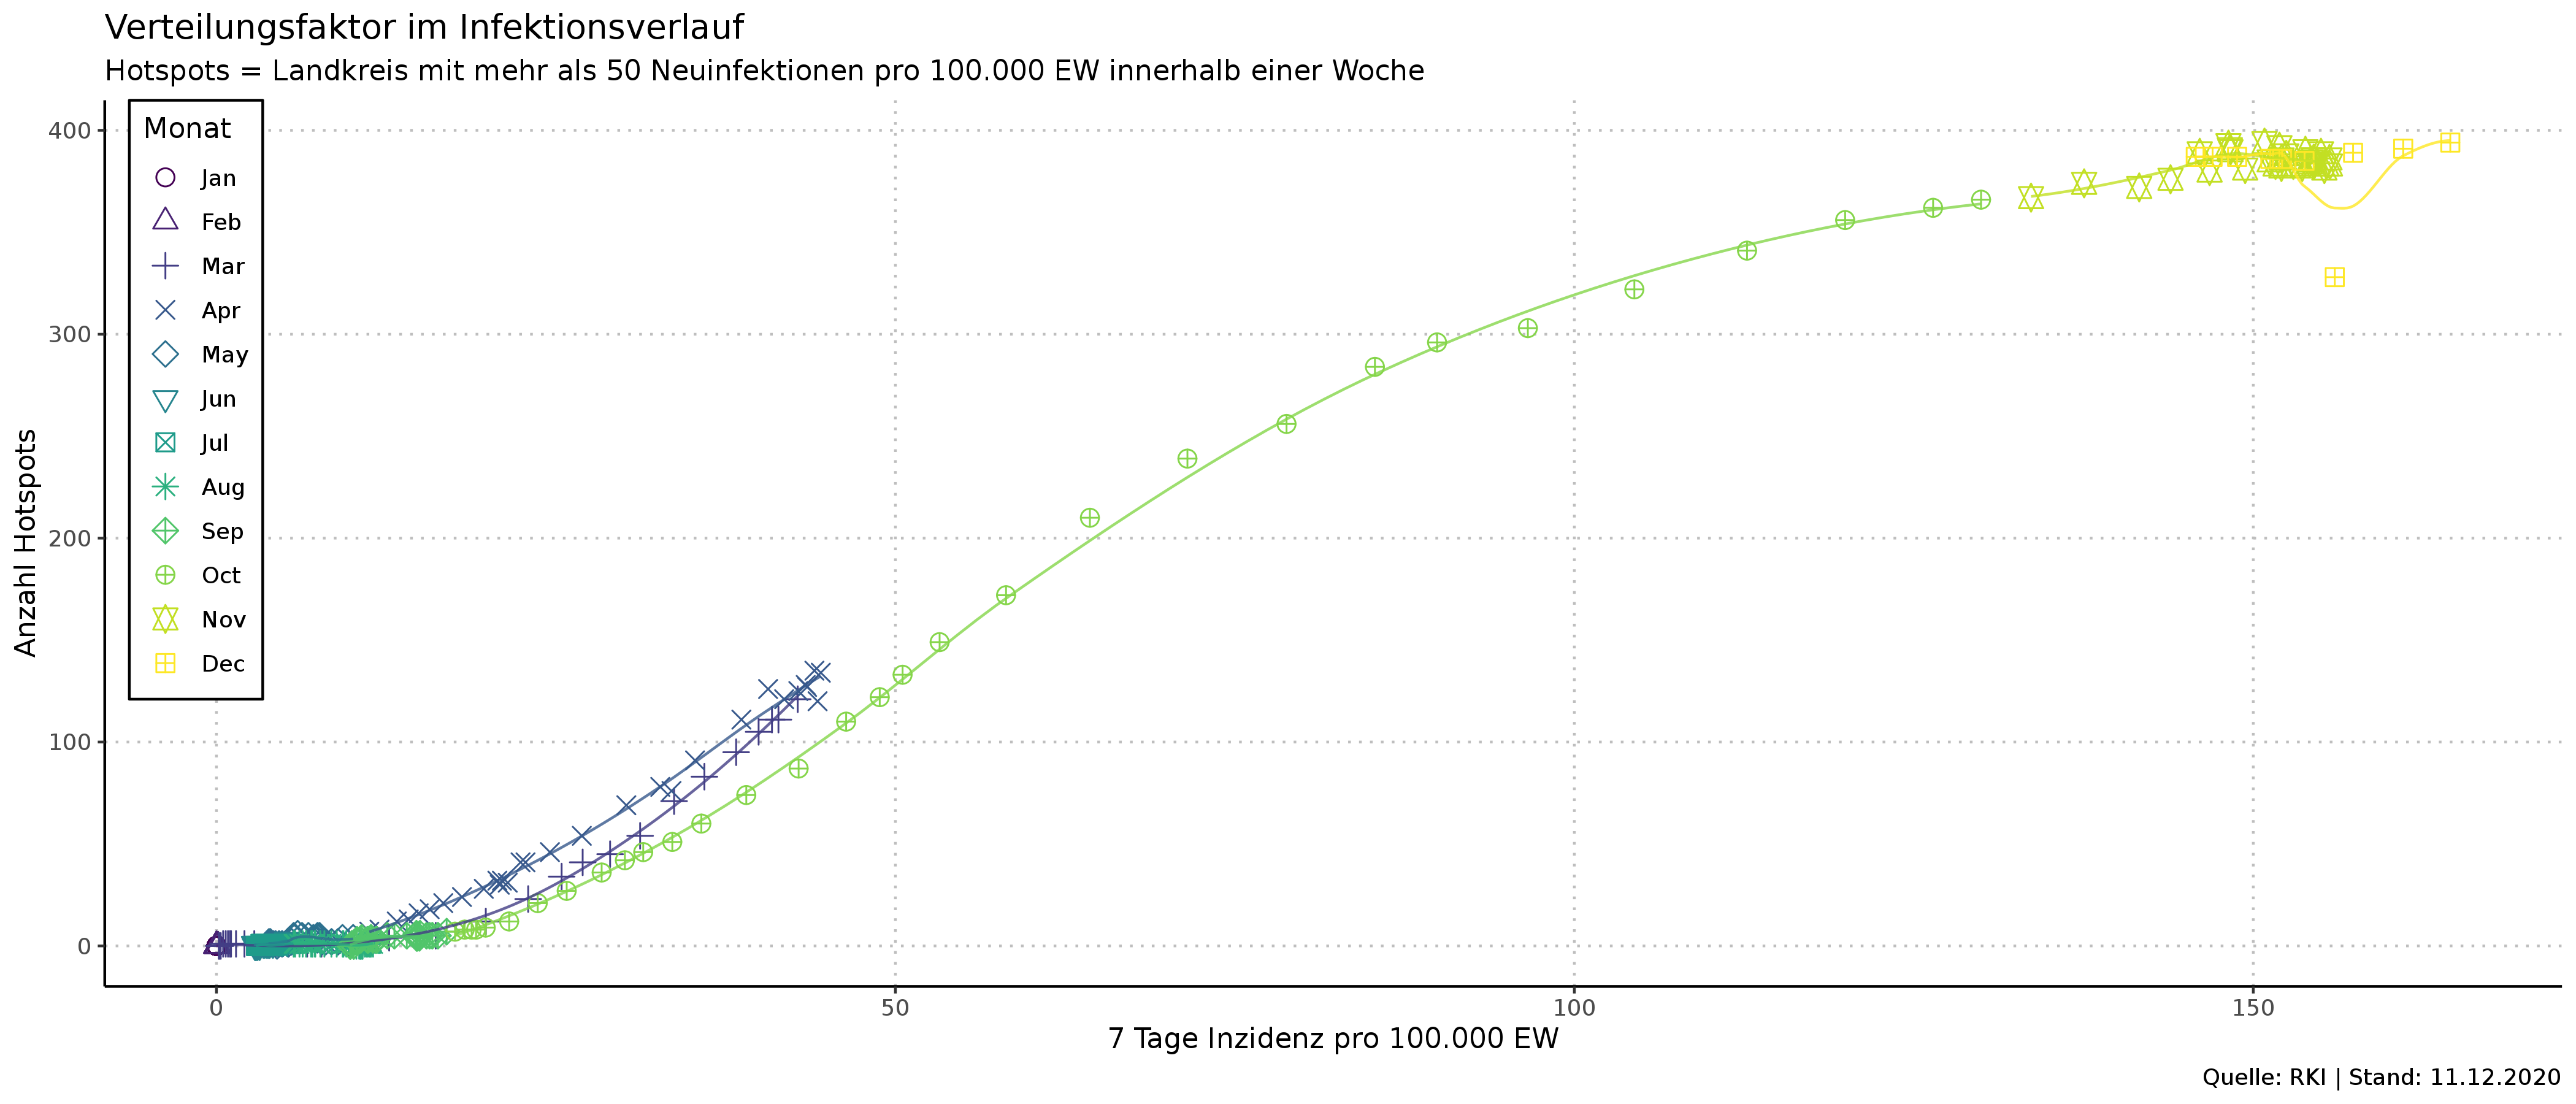 Verteilungsfaktor im Infektionsverlauf
Hotspots = Landkreis mit mehr als 50 Neuinfektionen pro 100.000 EW innerhalb einer Woche
Monat
Jan
Feb
Mar
Apr
May
Jun
Jul
Aug
Sep
Oct
Nov
Dec
Anzahl Hotspots
400
300
200
100
0
0 50 100 150
7 Tage Inzidenz pro 100.000 EW
Quelle: RKI | Stand: 11.12.2020